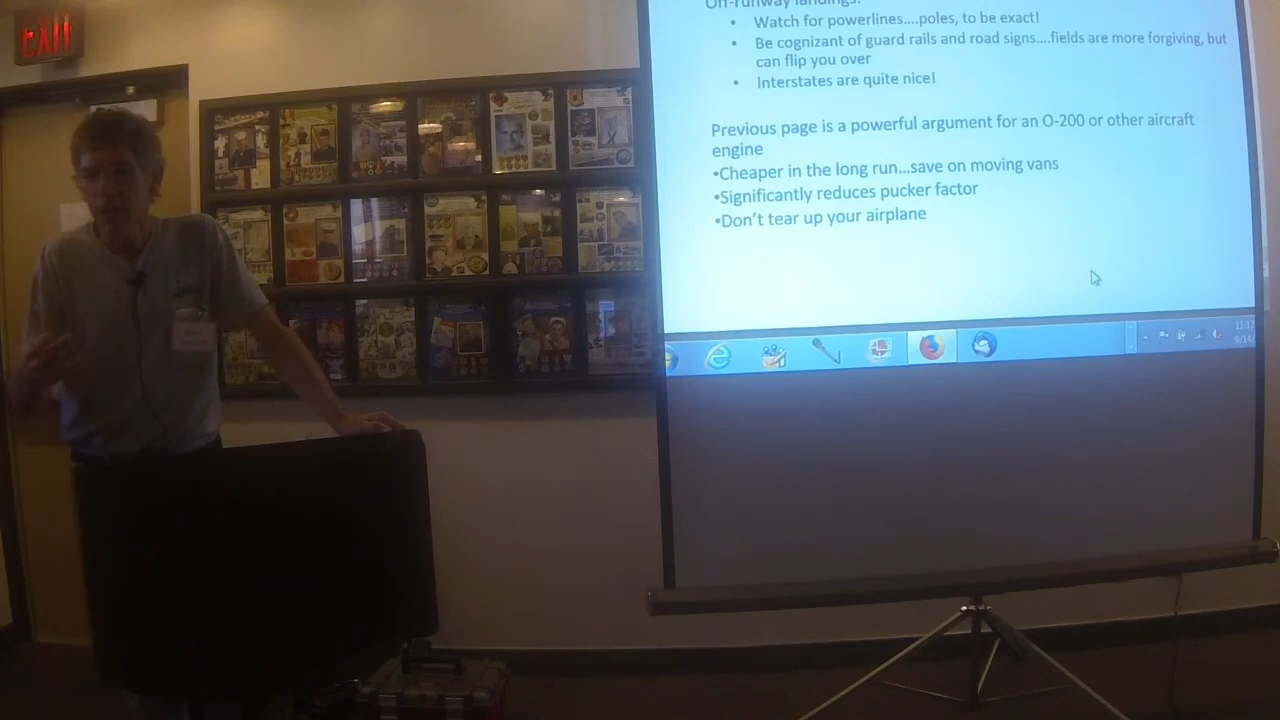 EXIT
Off-runway landings:
• Watch for powerlines....poles, to be exact!
• Be cognizant of guard rails and road signs....fields are more forgiving, but
can flip you over
• Interstates are quite nice!
Previous page is a powerful argument for an O-200 or other aircraft
engine
•Cheaper in the long run...save on moving vans
•Significantly reduces pucker factor
•Don't tear up your airplane